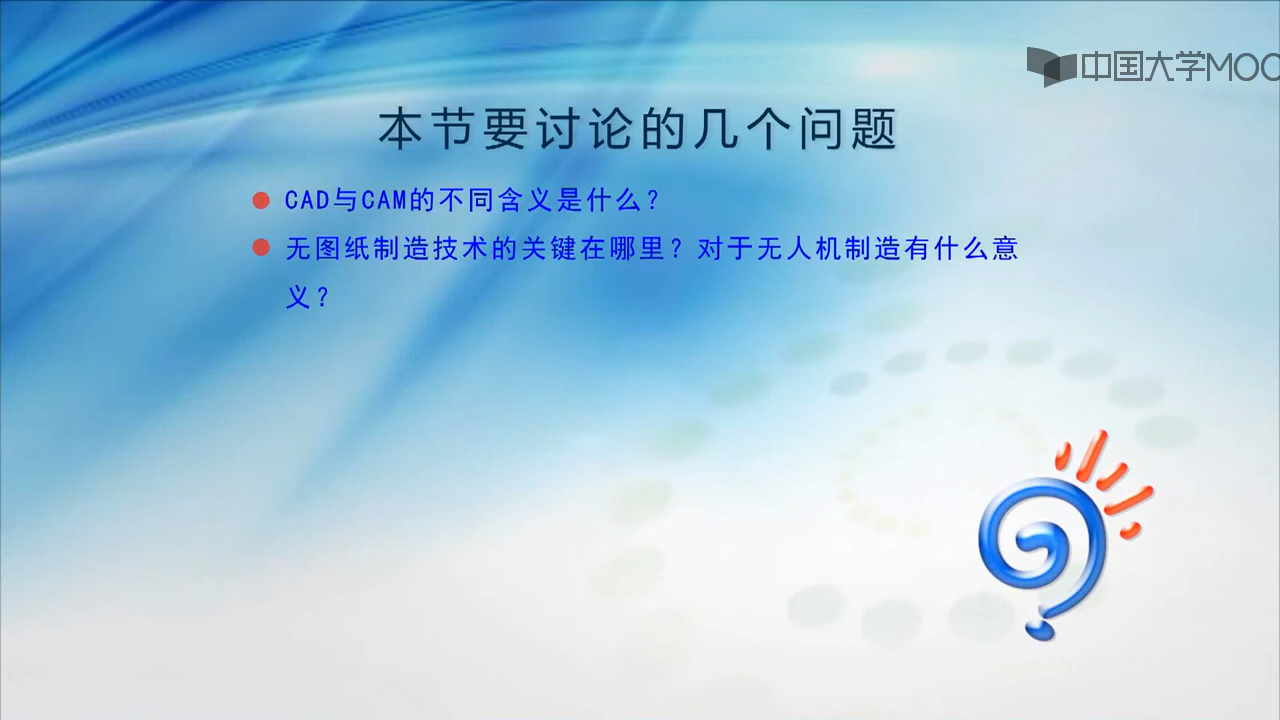 中国大学MOC
本节要讨论的几个问题
CAD与CAM的不同含义是什么？
无图纸制造技术的关键在哪里？对于无人机制造有什么意
义？